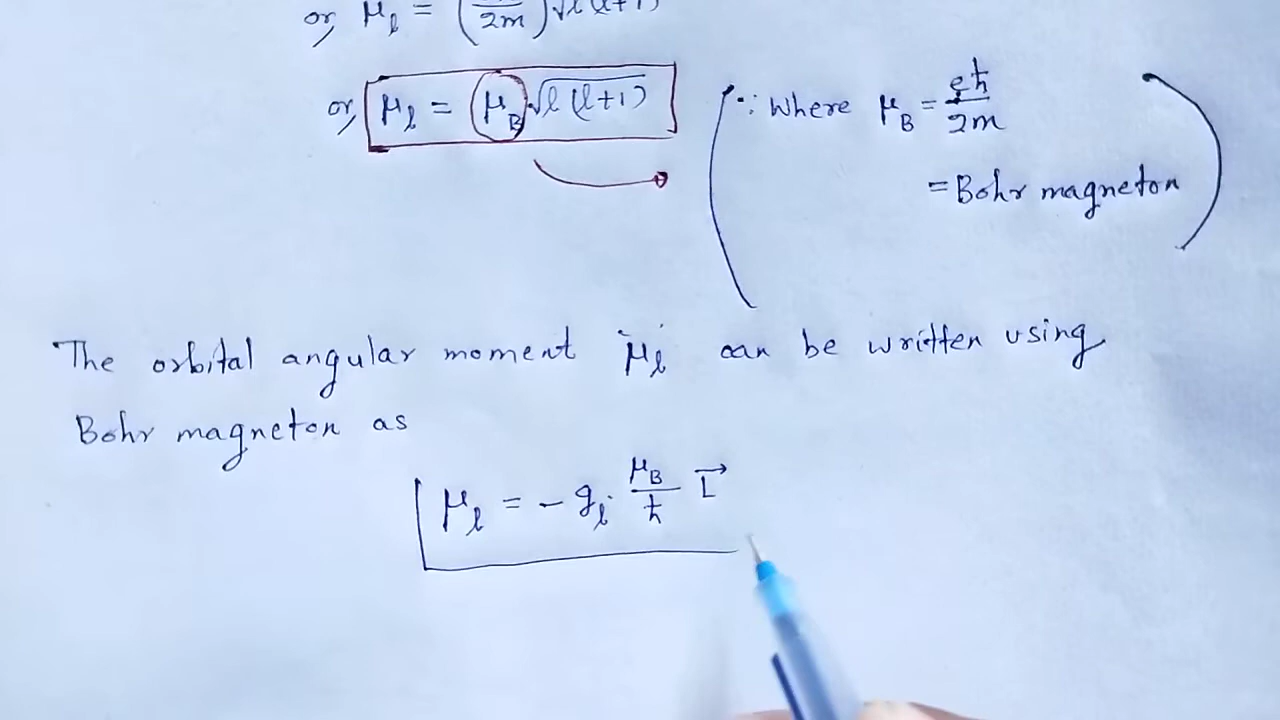 or, μ_l = (/2m)√l(l+1)
or, μ_l = μ_B √l(l+1) (∵ Where μ_B = eħ/2m
= Bohr magneton)
The orbital angular moment μ_l can be written using
Bohr magneton as
μ_l = - g_l μ_B/ħ L⃗